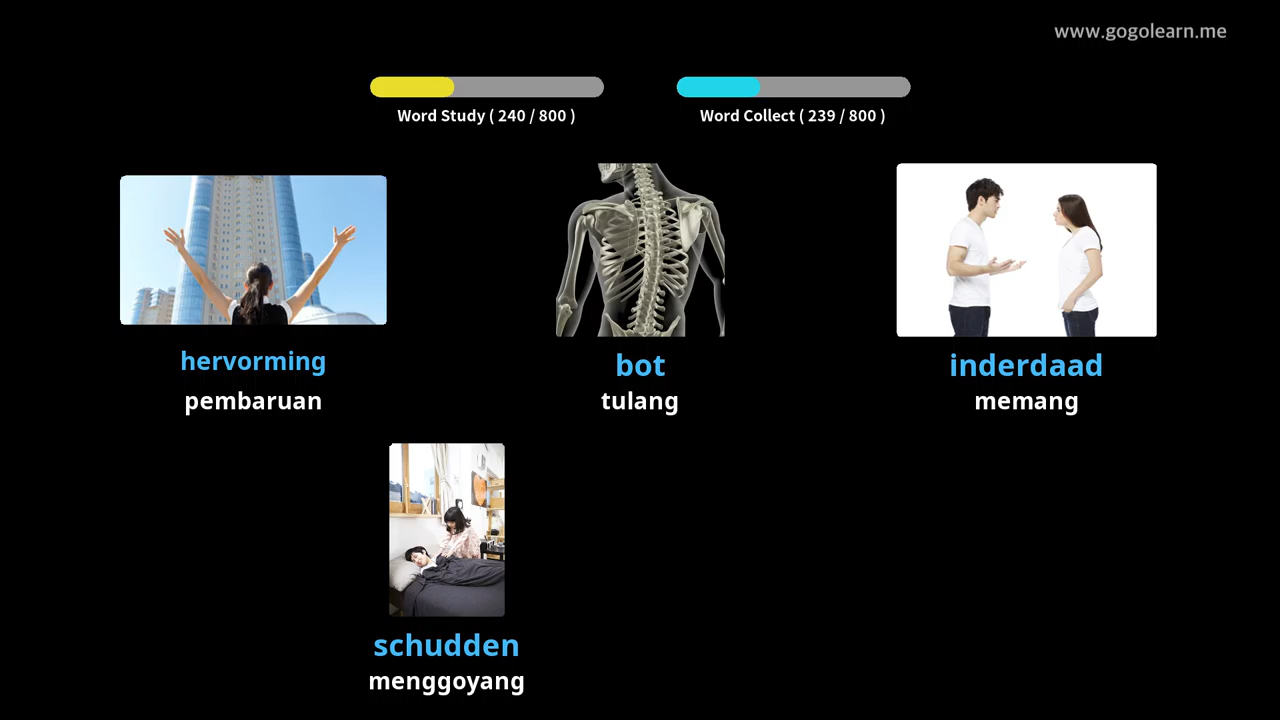 www.gogolearn.me
Word Study ( 240 / 800 )
Word Collect ( 239 / 800 )
hervorming
pembaruan
bot
tulang
inderdaad
memang
schudden
menggoyang